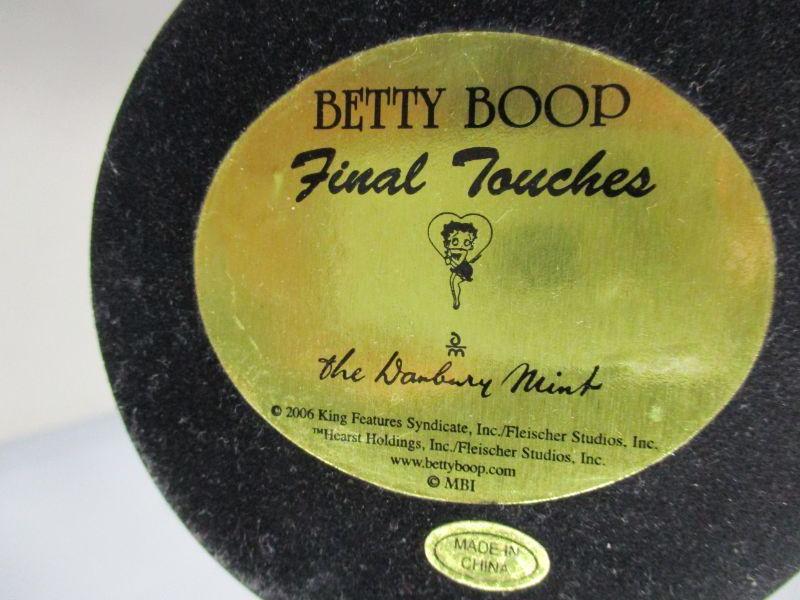 BETTY BOOP
Final Touches
dm
the Danbury Mint
© 2006 King Features Syndicate, Inc./Fleischer Studios, Inc.
™Hearst Holdings, Inc./Fleischer Studios, Inc.
www.bettyboop.com
© MBI
MADE IN
CHINA